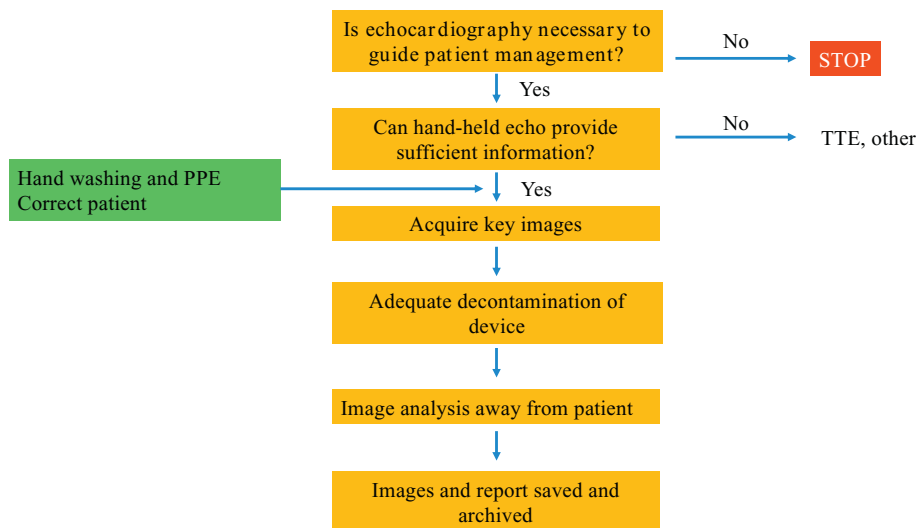 Is echocardiography necessary to
guide patient management?
No
STOP
Yes
Can hand-held echo provide
sufficient information?
No
TTE, other
Hand washing and PPE
Correct patient
Yes
Acquire key images
Adequate decontamination of
device
Image analysis away from patient
Images and report saved and
archived